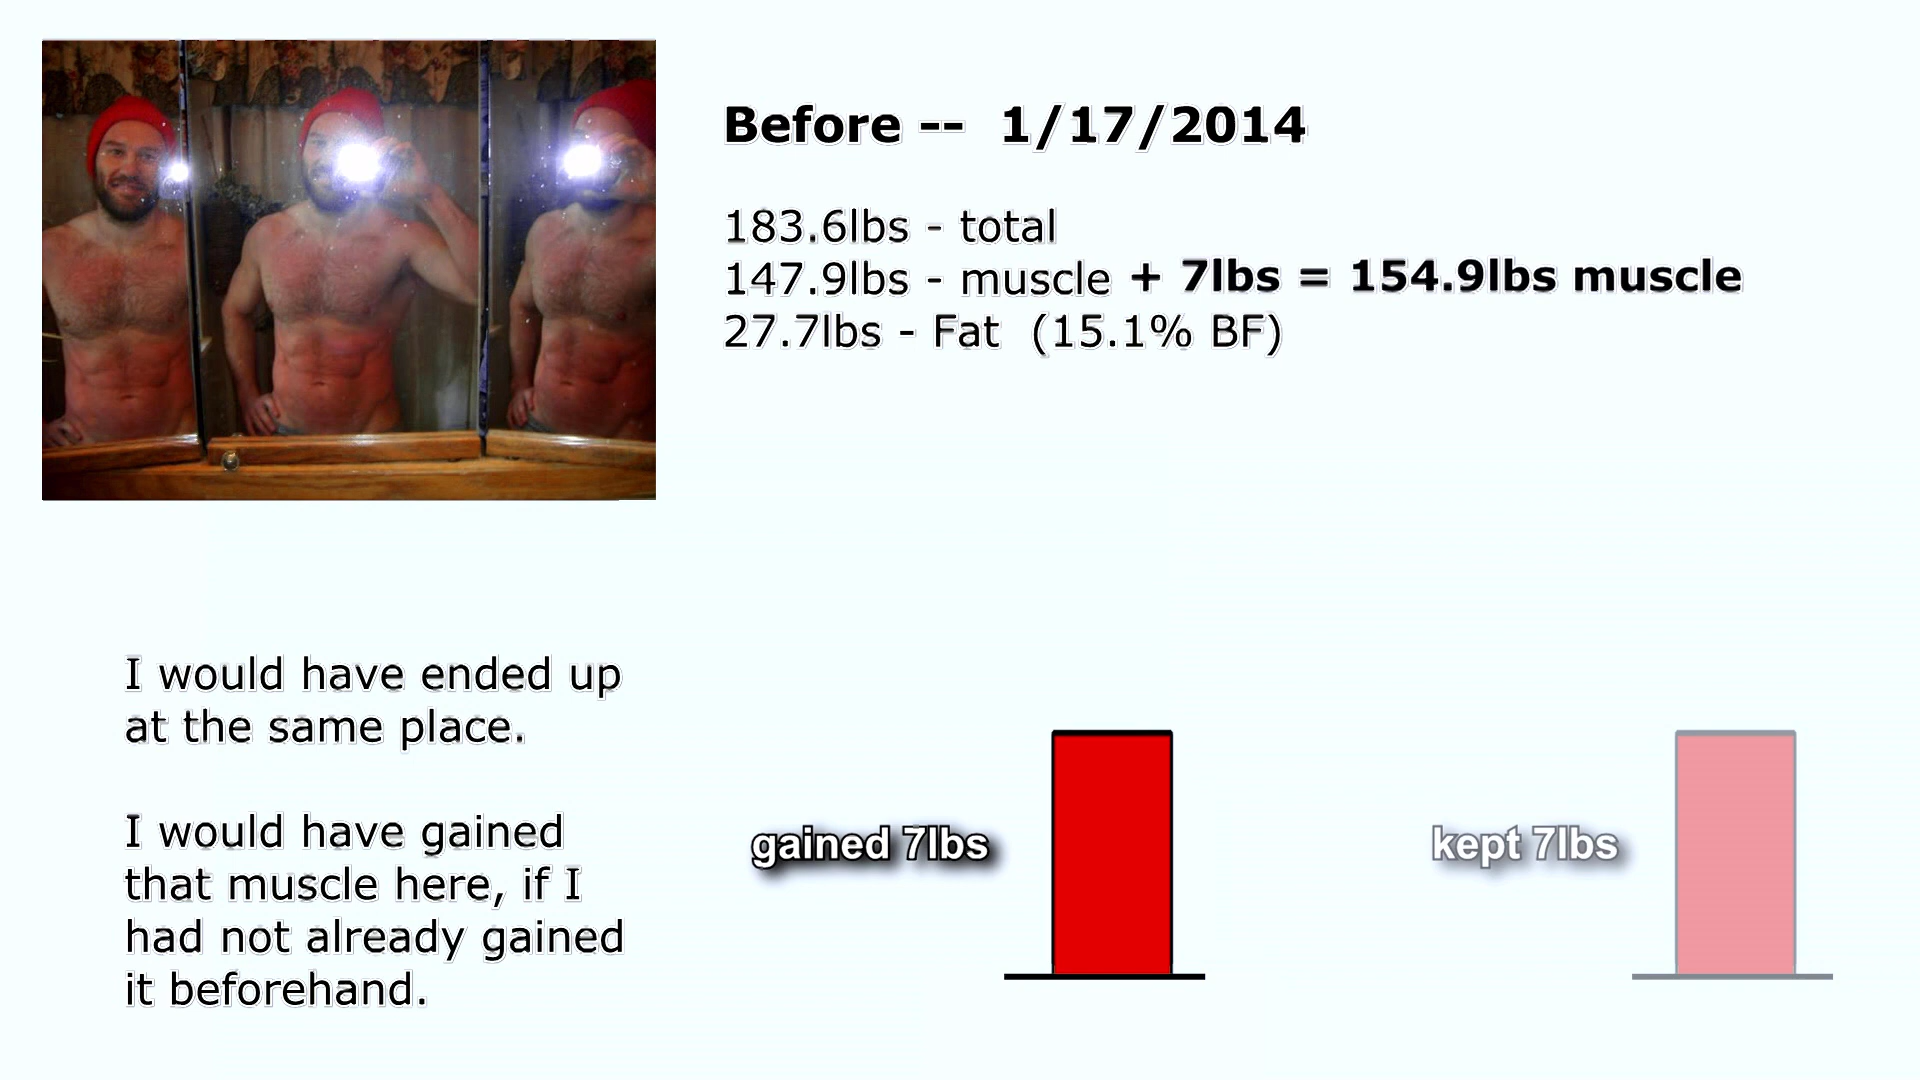 Before --  1/17/2014
183.6lbs - total
147.9lbs - muscle + 7lbs = 154.9lbs muscle
27.7lbs - Fat  (15.1% BF)
I would have ended up
at the same place.
I would have gained
that muscle here, if I
had not already gained
it beforehand.
gained 7lbs
kept 7lbs